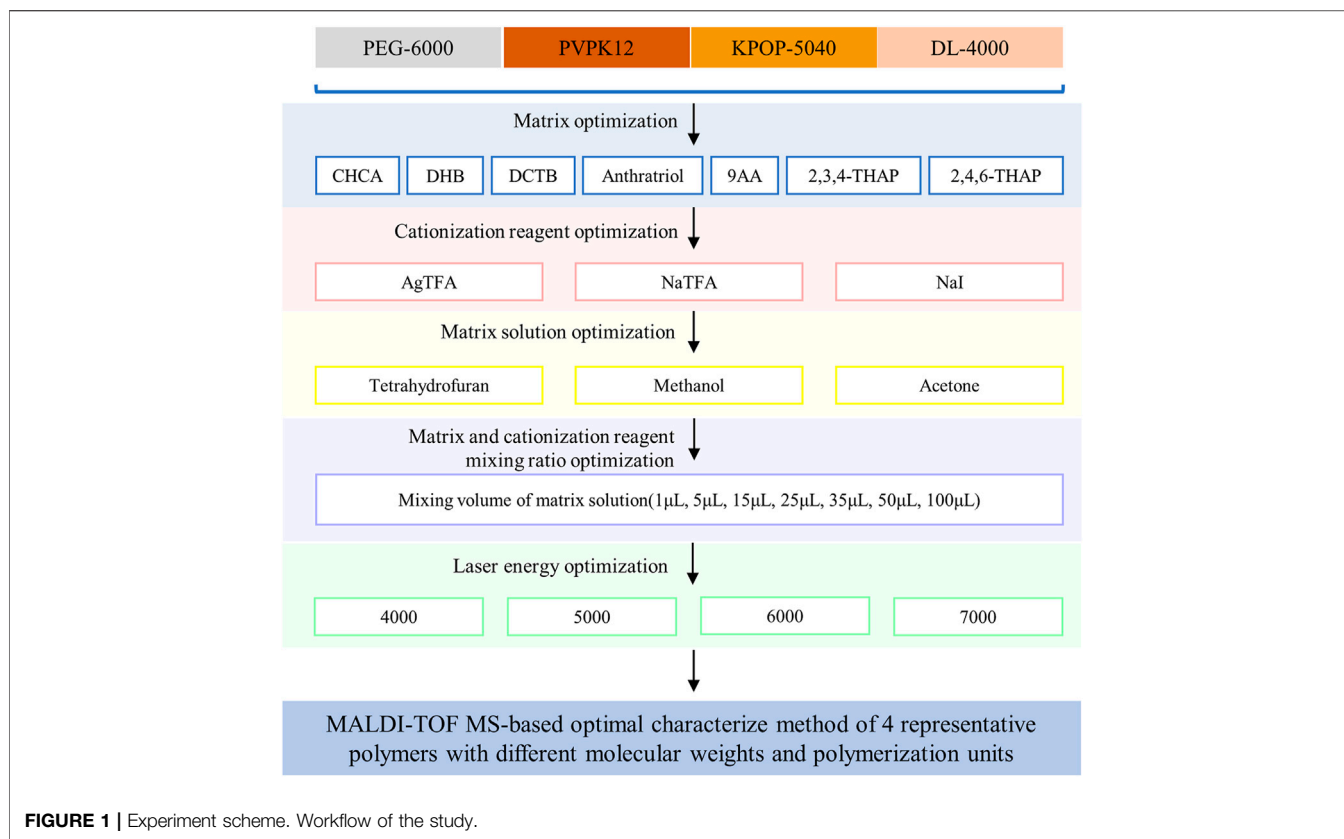 PEG-6000 PVPK12 KPOP-5040 DL-4000
Matrix optimization
CHCA DHB DCTB Anthratriol 9AA 2,3,4-THAP 2,4,6-THAP
Cationization reagent optimization
AgTFA NaTFA NaI
Matrix solution optimization
Tetrahydrofuran Methanol Acetone
Matrix and cationization reagent
mixing ratio optimization
Mixing volume of matrix solution(1μL, 5μL, 15μL, 25μL, 35μL, 50μL, 100μL)
Laser energy optimization
4000 5000 6000 7000
MALDI-TOF MS-based optimal characterize method of 4 representative
polymers with different molecular weights and polymerization units
FIGURE 1 | Experiment scheme. Workflow of the study.